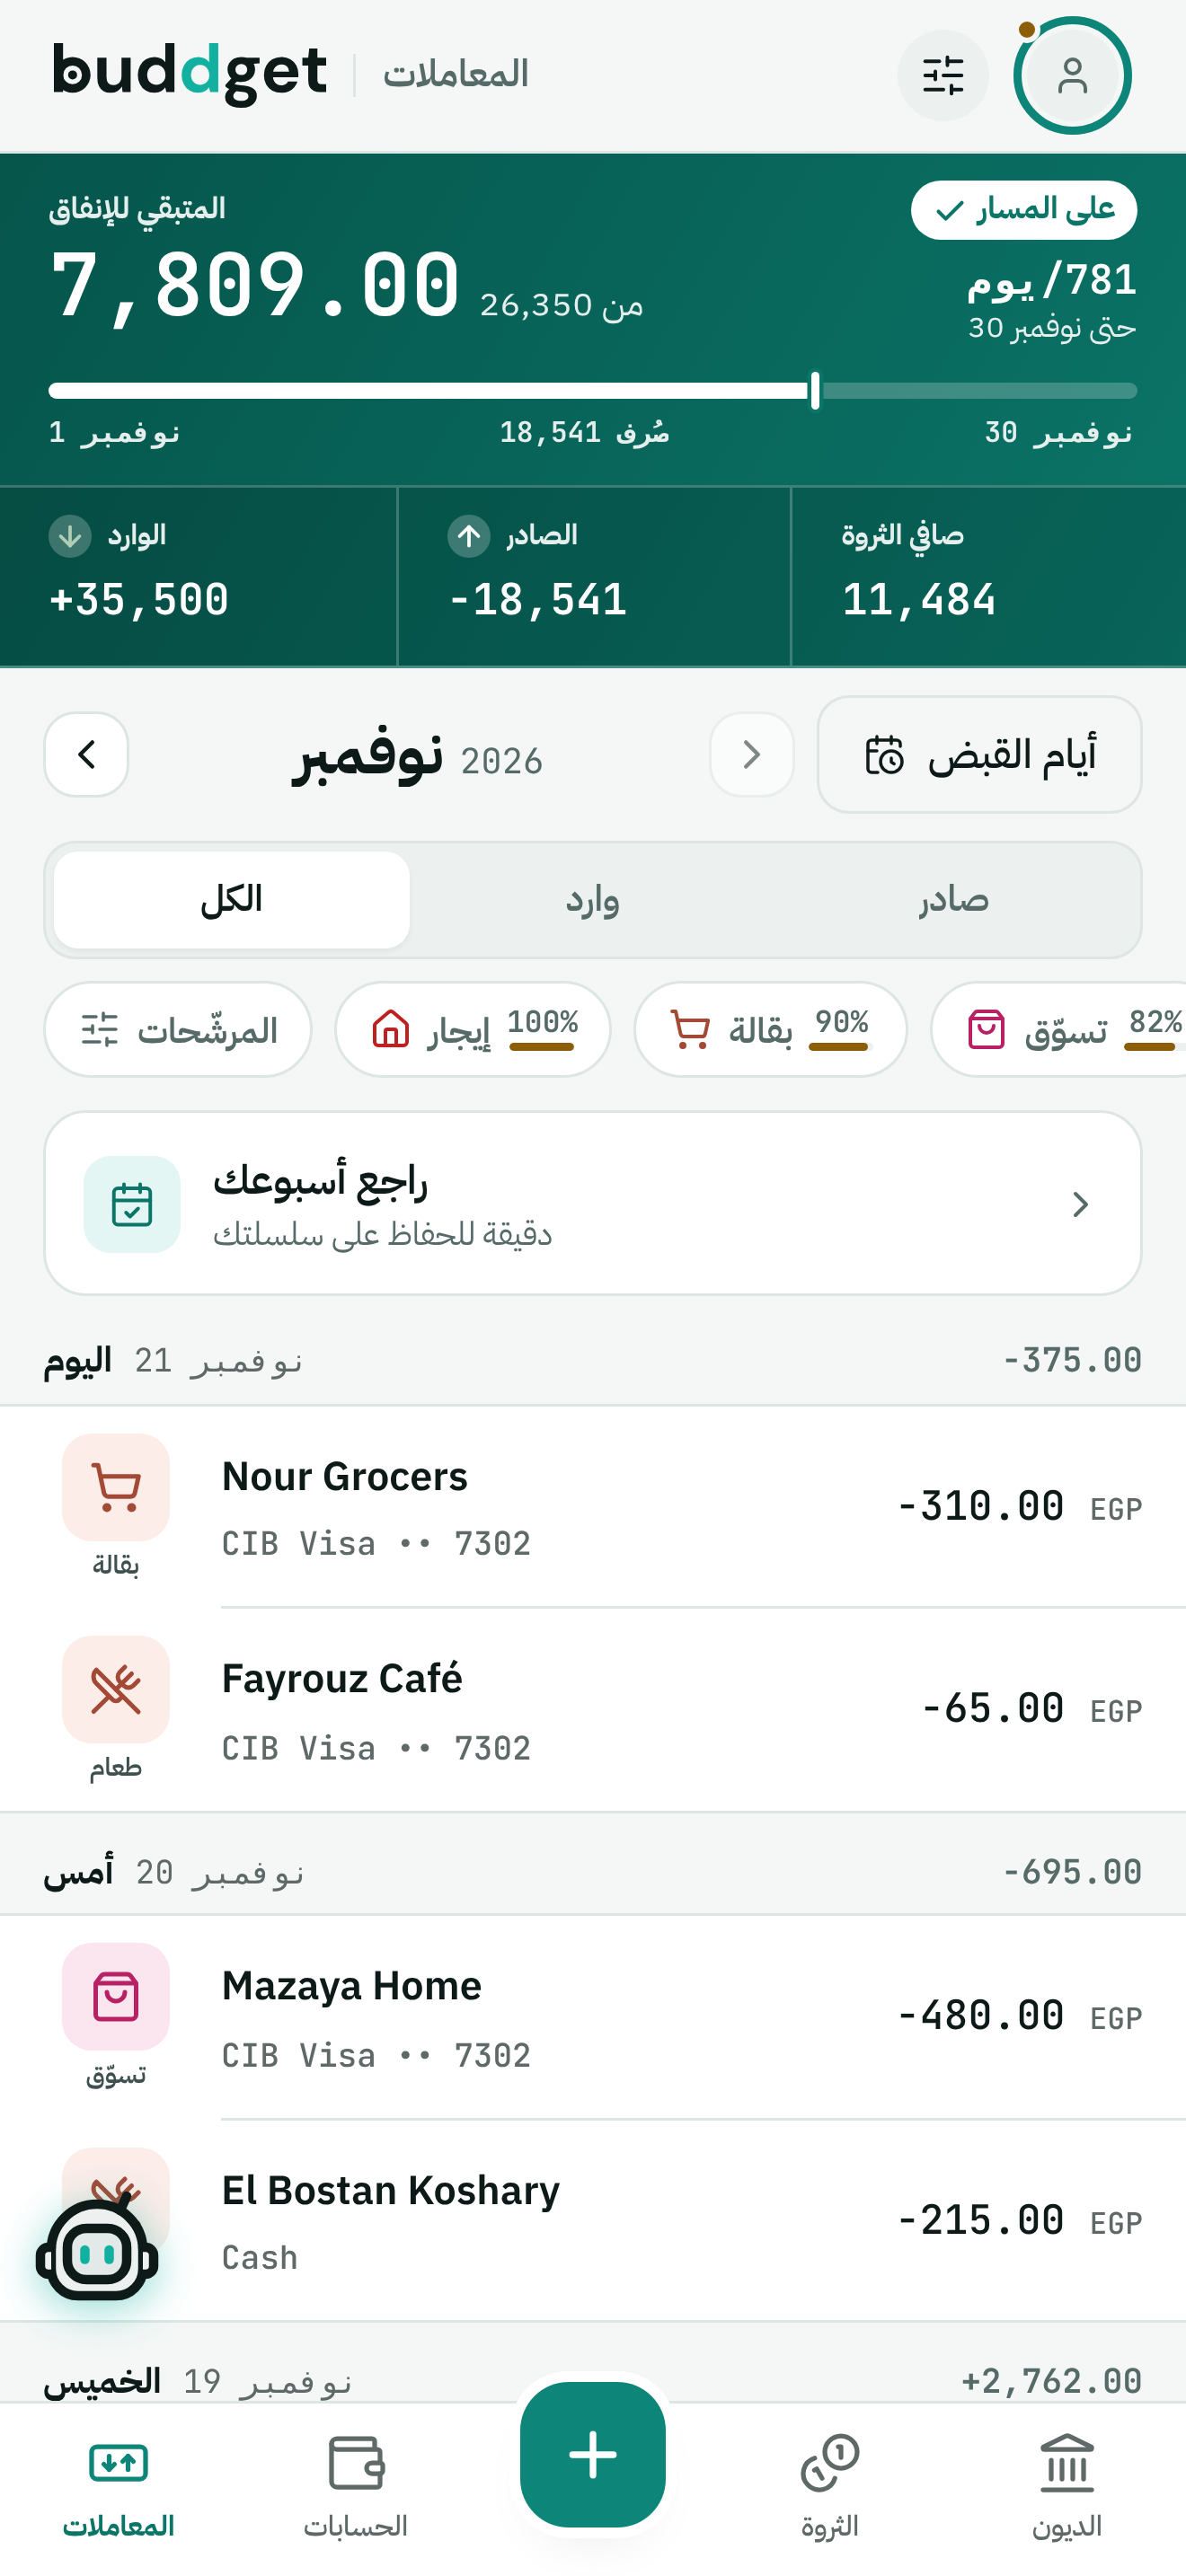 buddget
المعاملات
المتبقي للإنفاق
على المسار
7,809.00 من 26,350
781/يوم
حتى نوفمبر 30
نوفمبر 1
صُرف 18,541
نوفمبر 30
الوارد
+35,500
الصادر
-18,541
صافي الثروة
11,484
نوفمبر 2026
أيام القبض
الكل
وارد
صادر
المرشّحات
إيجار 100%
بقالة 90%
تسوّق 82%
راجع أسبوعك
دقيقة للحفاظ على سلسلتك
اليوم نوفمبر 21
-375.00
Nour Grocers
CIB Visa •• 7302
-310.00 EGP
بقالة
Fayrouz Café
CIB Visa •• 7302
-65.00 EGP
طعام
أمس نوفمبر 20
-695.00
Mazaya Home
CIB Visa •• 7302
-480.00 EGP
تسوّق
El Bostan Koshary
Cash
-215.00 EGP
الخميس نوفمبر 19
+2,762.00
المعاملات
الحسابات
الثروة
الديون